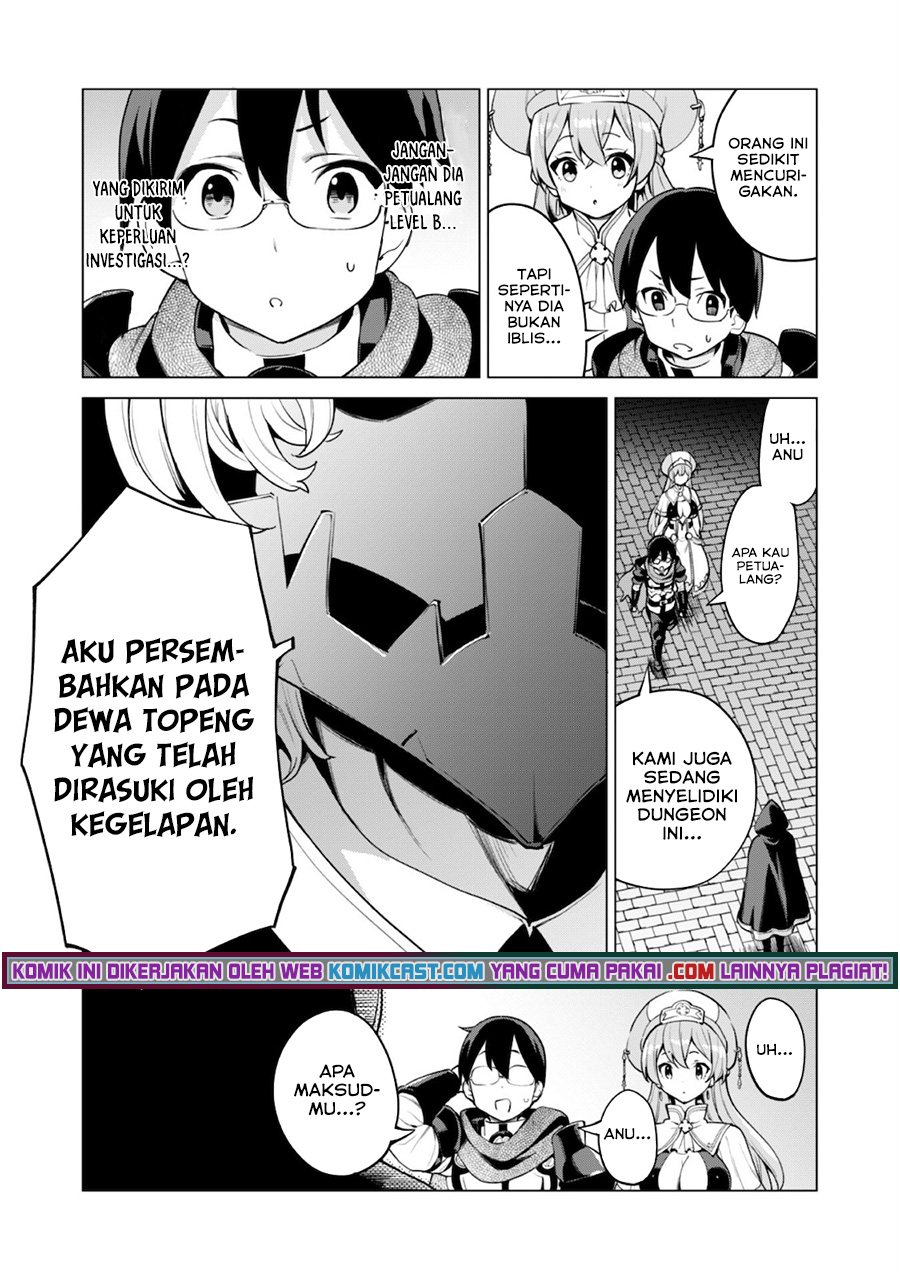 ORANG INI
SEDIKIT
MENCURI-
GAKAN.
TAPI
SEPERTI-
NYA DIA
BUKAN
IBLIS...
JANGAN-
JANGAN DIA
PETUALANG
LEVEL B...
YANG DIKIRIM
UNTUK
KEPERLUAN
INVESTIGASI...?
UH...
ANU
APA KAU
PETUA-
LANG?
KAMI JUGA
SEDANG
MENYELIDIKI
DUNGEON
INI...
AKU PERSEM-
BAHKAN PADA
DEWA TOPENG
YANG TELAH
DIRASUKI OLEH
KEGELAPAN.
KOMIK INI DIKERJAKAN OLEH WEB KOMIKCAST.COM YANG CUMA PAKAI .COM LAINNYA PLAGIAT!
UH...
ANU...
APA
MAKSUD-
MU...?